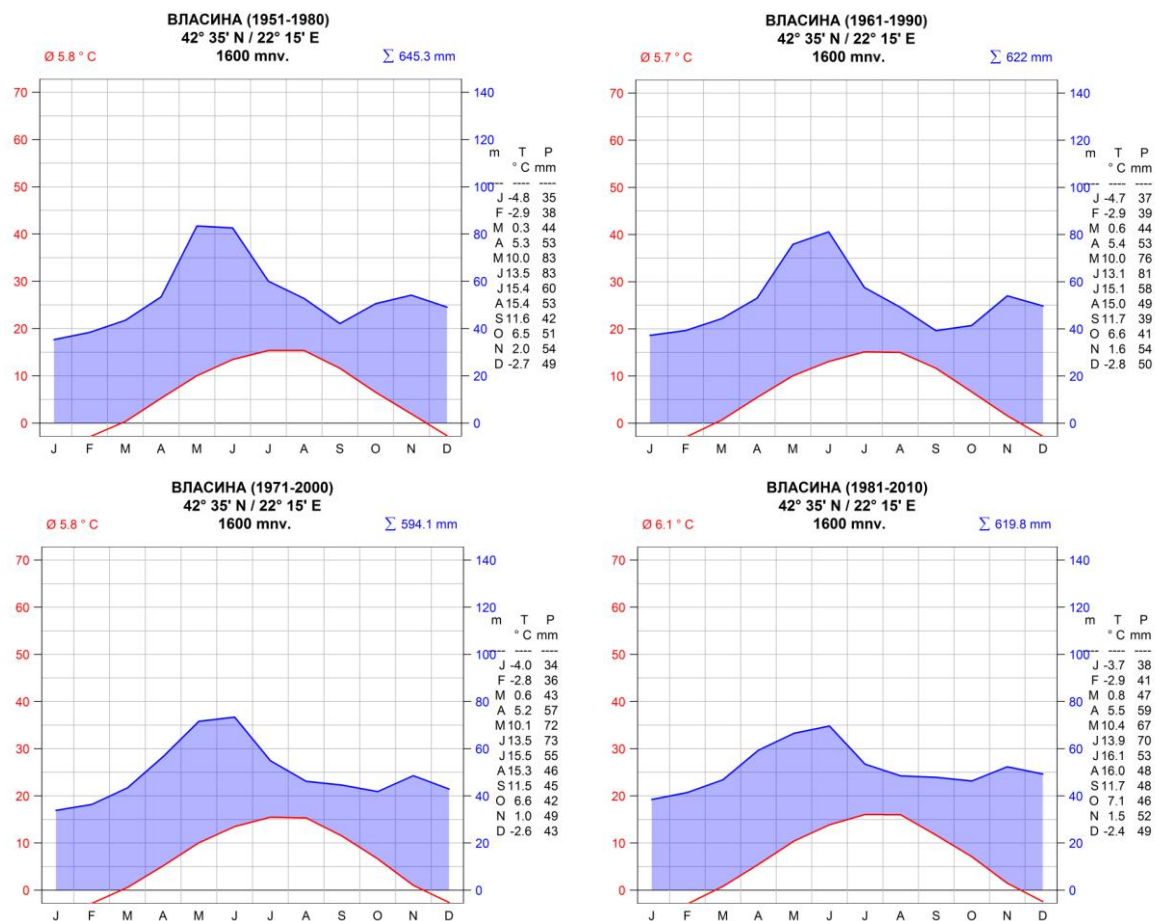 ВЛАСИНА (1951-1980)
42° 35' N / 22° 15' E
Ø 5.8 ° C 1600 mnv. ∑ 645.3 mm
70 140
60 120
50 100
40 80
30 60
20 40
10 20
0 0
J F M A M J J A S O N D
m T P
° C mm
---- ---- ----
J -4.8 35
F -2.9 38
M 0.3 44
A 5.3 53
M 10.0 83
J 13.5 83
J 15.4 60
A 15.4 53
S 11.6 42
O 6.5 51
N 2.0 54
D -2.7 49
ВЛАСИНА (1961-1990)
42° 35' N / 22° 15' E
Ø 5.7 ° C 1600 mnv. ∑ 622 mm
70 140
60 120
50 100
40 80
30 60
20 40
10 20
0 0
J F M A M J J A S O N D
m T P
° C mm
---- ---- ----
J -4.7 37
F -2.9 39
M 0.6 44
A 5.4 53
M 10.0 76
J 13.1 81
J 15.1 58
A 15.0 49
S 11.7 39
O 6.6 41
N 1.6 54
D -2.8 50
ВЛАСИНА (1971-2000)
42° 35' N / 22° 15' E
Ø 5.8 ° C 1600 mnv. ∑ 594.1 mm
70 140
60 120
50 100
40 80
30 60
20 40
10 20
0 0
J F M A M J J A S O N D
m T P
° C mm
---- ---- ----
J -4.0 34
F -2.8 36
M 0.6 43
A 5.2 57
M 10.1 72
J 13.5 73
J 15.5 55
A 15.3 46
S 11.5 45
O 6.6 42
N 1.0 49
D -2.6 43
ВЛАСИНА (1981-2010)
42° 35' N / 22° 15' E
Ø 6.1 ° C 1600 mnv. ∑ 619.8 mm
70 140
60 120
50 100
40 80
30 60
20 40
10 20
0 0
J F M A M J J A S O N D
m T P
° C mm
---- ---- ----
J -3.7 38
F -2.9 41
M 0.8 47
A 5.5 59
M 10.4 67
J 13.9 70
J 16.1 53
A 16.0 48
S 11.7 48
O 7.1 46
N 1.5 52
D -2.4 49